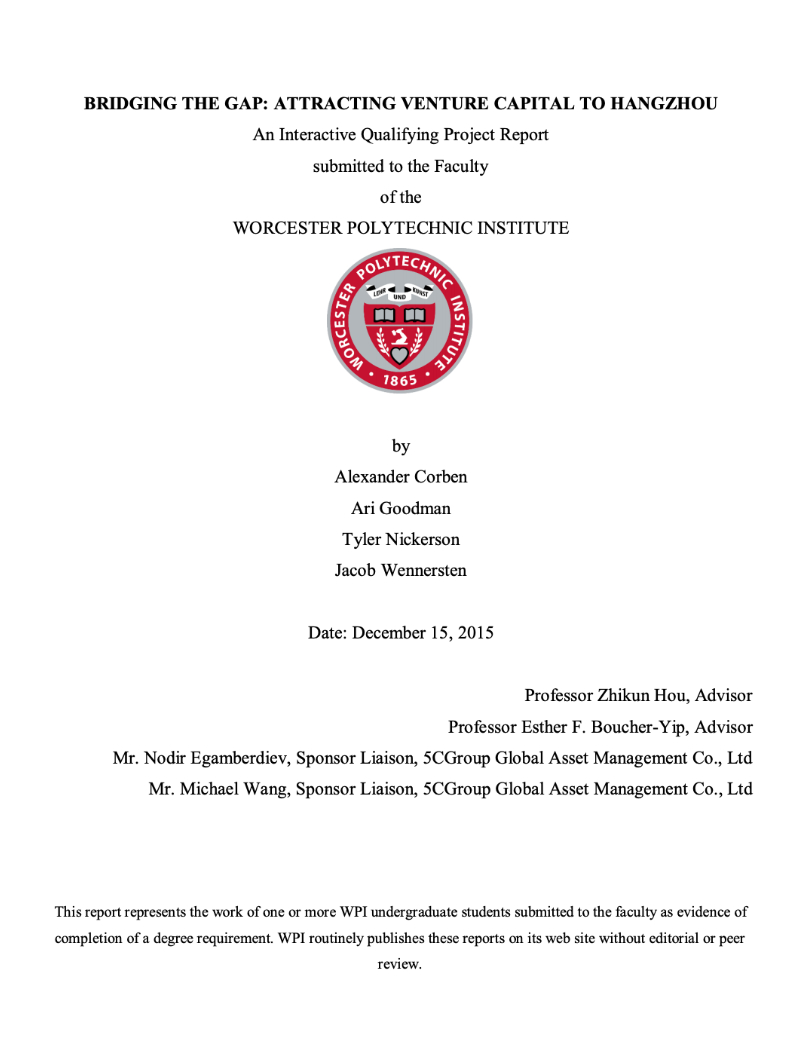 BRIDGING THE GAP: ATTRACTING VENTURE CAPITAL TO HANGZHOU
An Interactive Qualifying Project Report
submitted to the Faculty
of the
WORCESTER POLYTECHNIC INSTITUTE
WORCESTER POLYTECHNIC INSTITUTE
LEHR UND KUNST
• 1865 •
by
Alexander Corben
Ari Goodman
Tyler Nickerson
Jacob Wennersten
Date: December 15, 2015
Professor Zhikun Hou, Advisor
Professor Esther F. Boucher-Yip, Advisor
Mr. Nodir Egamberdiev, Sponsor Liaison, 5CGroup Global Asset Management Co., Ltd
Mr. Michael Wang, Sponsor Liaison, 5CGroup Global Asset Management Co., Ltd
This report represents the work of one or more WPI undergraduate students submitted to the faculty as evidence of
completion of a degree requirement. WPI routinely publishes these reports on its web site without editorial or peer
review.